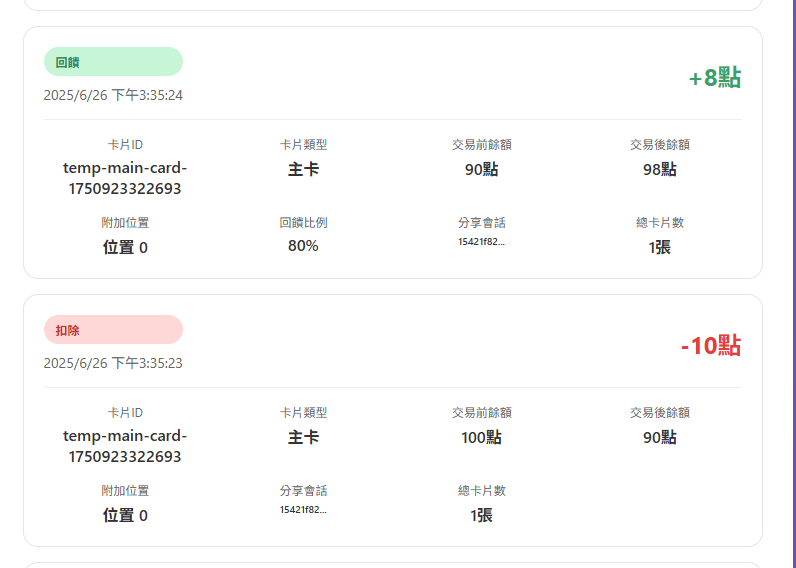 回饋
2025/6/26 下午3:35:24
+8點
卡片ID
卡片類型
交易前餘額
交易後餘額
temp-main-card-
1750923322693
主卡
90點
98點
附加位置
回饋比例
分享會話
總卡片數
位置 0
80%
15421f82...
1張
扣除
2025/6/26 下午3:35:23
-10點
卡片ID
卡片類型
交易前餘額
交易後餘額
temp-main-card-
1750923322693
主卡
100點
90點
附加位置
分享會話
總卡片數
位置 0
15421f82...
1張